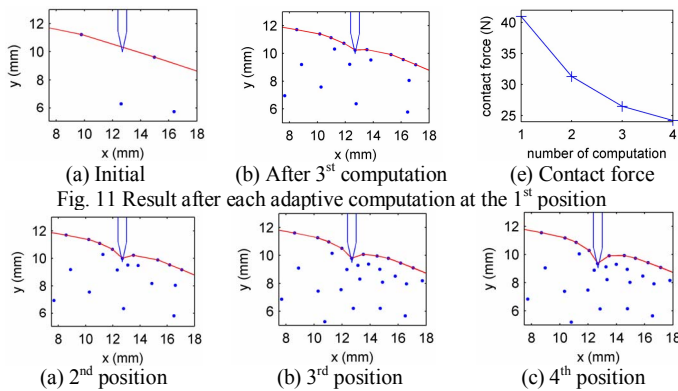 12
10
8
6
y (mm)
8 10 12 14 16 18
x (mm)
(a) Initial
12
10
8
6
y (mm)
8 10 12 14 16 18
x (mm)
(b) After 3st computation
40
35
30
25
contact force (N)
1 2 3 4
number of computation
(e) Contact force
Fig. 11 Result after each adaptive computation at the 1st position
12
10
8
6
y (mm)
8 10 12 14 16 18
x (mm)
(a) 2nd position
12
10
8
6
y (mm)
8 10 12 14 16 18
x (mm)
(b) 3rd position
12
10
8
6
y (mm)
8 10 12 14 16 18
x (mm)
(c) 4th position